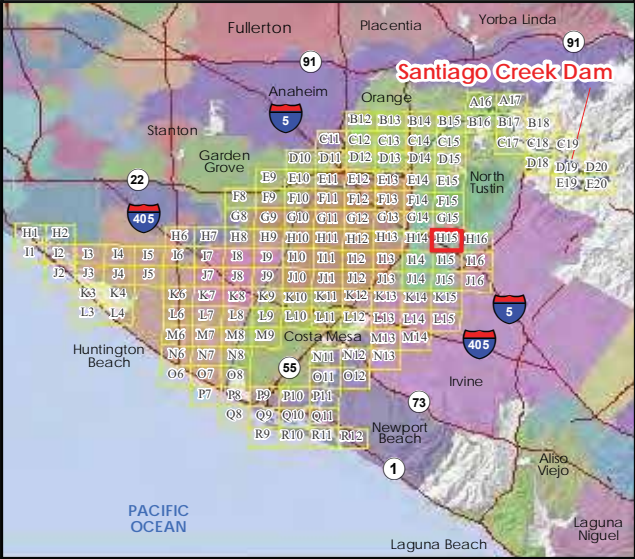 Fullerton
Placentia
Yorba Linda
91
91
Santiago Creek Dam
Anaheim
Orange
A16 A17
5
B12 B13 B14 B15 B16 B17 B18
Stanton
C11 C12 C13 C14 C15 C17 C18 C19
Garden
Grove
D10 D11 D12 D13 D14 D15 D18 D19 D20
22
E9 E10 E11 E12 E13 E14 E15 E19 E20
North
Tustin
F8 F9 F10 F11 F12 F13 F14 F15
405
G8 G9 G10 G11 G12 G13 G14 G15
H1 H2 H6 H7 H8 H9 H10 H11 H12 H13 H14 H15 H16
I1 I2 I3 I4 I5 I6 I7 I8 I9 I10 I11 I12 I13 I14 I15 I16
J2 J3 J4 J5 J7 J8 J9 J10 J11 J12 J13 J14 J15 J16
K3 K4 K6 K7 K8 K9 K10 K11 K12 K13 K14 K15
5
L3 L4 L6 L7 L8 L9 L10 L11 L12 L13 L14 L15
M6 M7 M8 M9 Costa Mesa M13 M14
405
Huntington
Beach
N6 N7 N8 N11 N12 N13
55
O6 O7 O8 O11 O12
Irvine
P7 P8 P9 P10 P11
73
Q8 Q9 Q10 Q11
Newport
Beach
R9 R10 R11 R12
1
Aliso
Viejo
PACIFIC
OCEAN
Laguna
Niguel
Laguna Beach